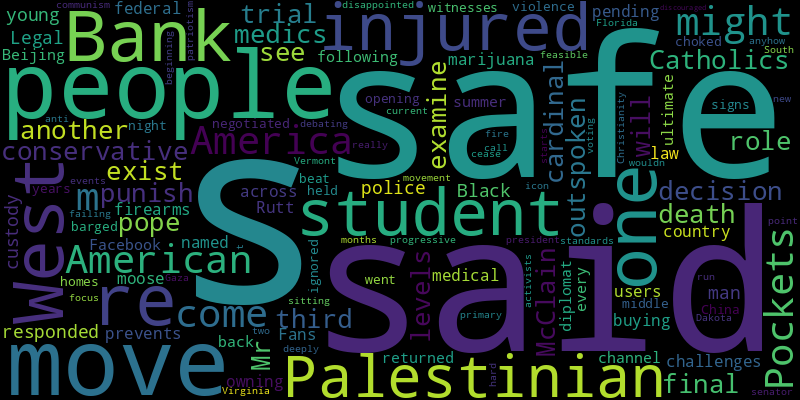 communism
disappointed
young
federal
Bank
trial
injured
witnesses
violence
pending
Florida
discouraged
might
Legal
Beijing
medics
choked
anyhow
South
patriotism
beginning
people
see
following
marijuana
Catholics
safe
examine
cardinal
feasible
opening
summer
ultimate
signs
new
anti
night
another
America
negotiated
debating
current
fire
call
cease
starts
outspoken
voting
Christianity
will
role
law
conservative
really
Vermont
movement
exist
west
years
events
m
punish
across
beat
held
police
Black
icon
wouldn
decision
failing
firearms
Rutt
student
progressive
one
death
custody
barged
pope
S
president
country
point
Facebook
named
t
months
standards
American
ignored
went
said
homes
moose
medical
levels
McClain
diplomat
every
users
man
Pockets
focus
Gaza
re
come
third
sitting
activists
middle
China
run
Dakota
two
fans
primary
buying
responded
prevents
back
Mr
deeply
returned
channel
challenges
move
owning
Virginia
Palestinian
hard
final
senator